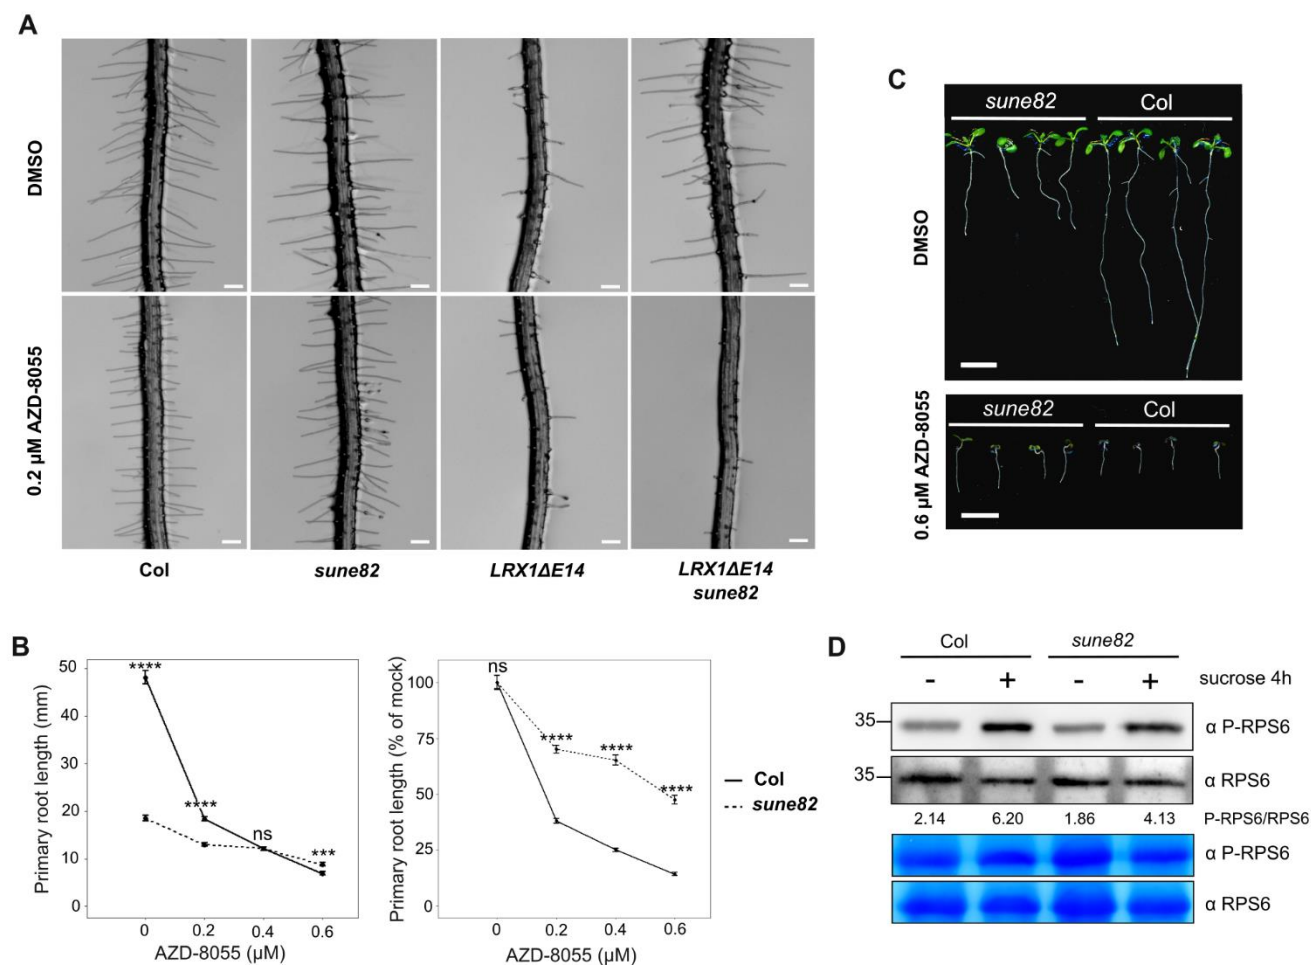 A
DMSO
0.2 µM AZD-8055
Col
sune82
LRX1ΔE14
LRX1ΔE14
sune82
C
sune82
Col
DMSO
sune82
Col
0.6 µM AZD-8055
B
Primary root length (mm)
50
40
30
20
10
0
****
****
ns
***
0
0.2
0.4
0.6
AZD-8055 (µM)
Primary root length (% of mock)
100
75
50
25
0
ns
****
****
****
0
0.2
0.4
0.6
AZD-8055 (µM)
Col
sune82
D
Col
sune82
- + - + sucrose 4h
35 α P-RPS6
35 α RPS6
2.14 6.20 1.86 4.13 P-RPS6/RPS6
α P-RPS6
α RPS6